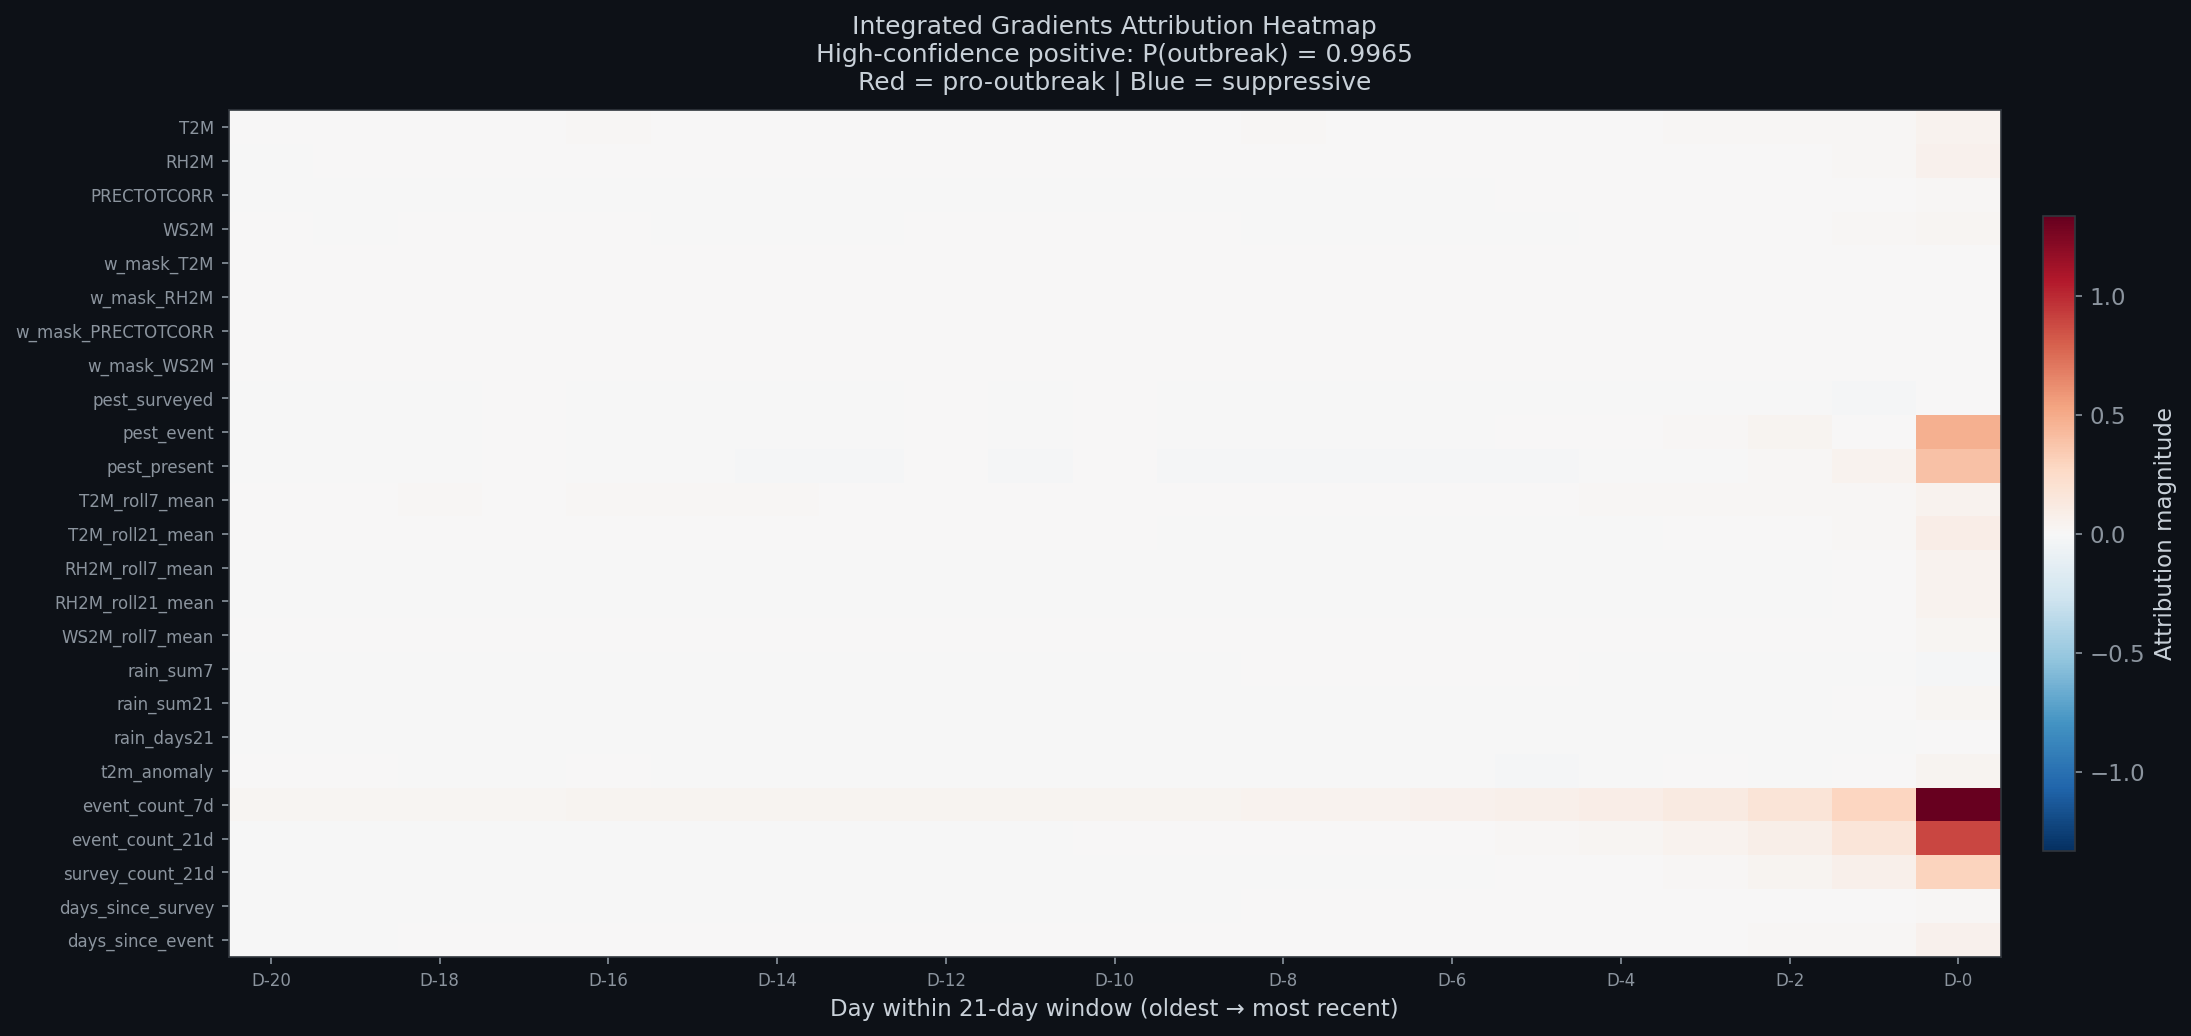 Integrated Gradients Attribution Heatmap
High-confidence positive: P(outbreak) = 0.9965
Red = pro-outbreak | Blue = suppressive
T2M
RH2M
PRECTOTCORR
WS2M
w_mask_T2M
w_mask_RH2M
w_mask_PRECTOTCORR
w_mask_WS2M
pest_surveyed
pest_event
pest_present
T2M_roll7_mean
T2M_roll21_mean
RH2M_roll7_mean
RH2M_roll21_mean
WS2M_roll7_mean
rain_sum7
rain_sum21
rain_days21
t2m_anomaly
event_count_7d
event_count_21d
survey_count_21d
days_since_survey
days_since_event
D-20 D-18 D-16 D-14 D-12 D-10 D-8 D-6 D-4 D-2 D-0
Day within 21-day window (oldest → most recent)
1.0
0.5
0.0
−0.5
−1.0
Attribution magnitude